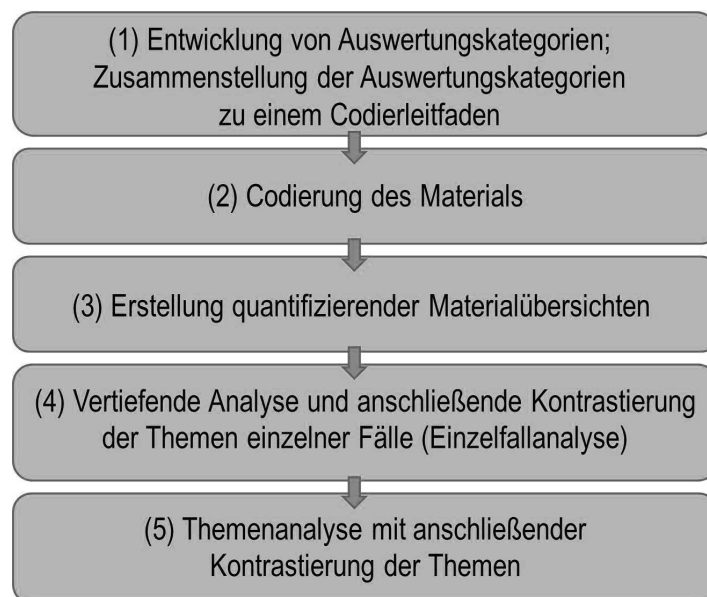 (1) Entwicklung von Auswertungskategorien;
Zusammenstellung der Auswertungskategorien
zu einem Codierleitfaden
(2) Codierung des Materials
(3) Erstellung quantifizierender Materialübersichten
(4) Vertiefende Analyse und anschließende Kontrastierung
der Themen einzelner Fälle (Einzelfallanalyse)
(5) Themenanalyse mit anschließender
Kontrastierung der Themen